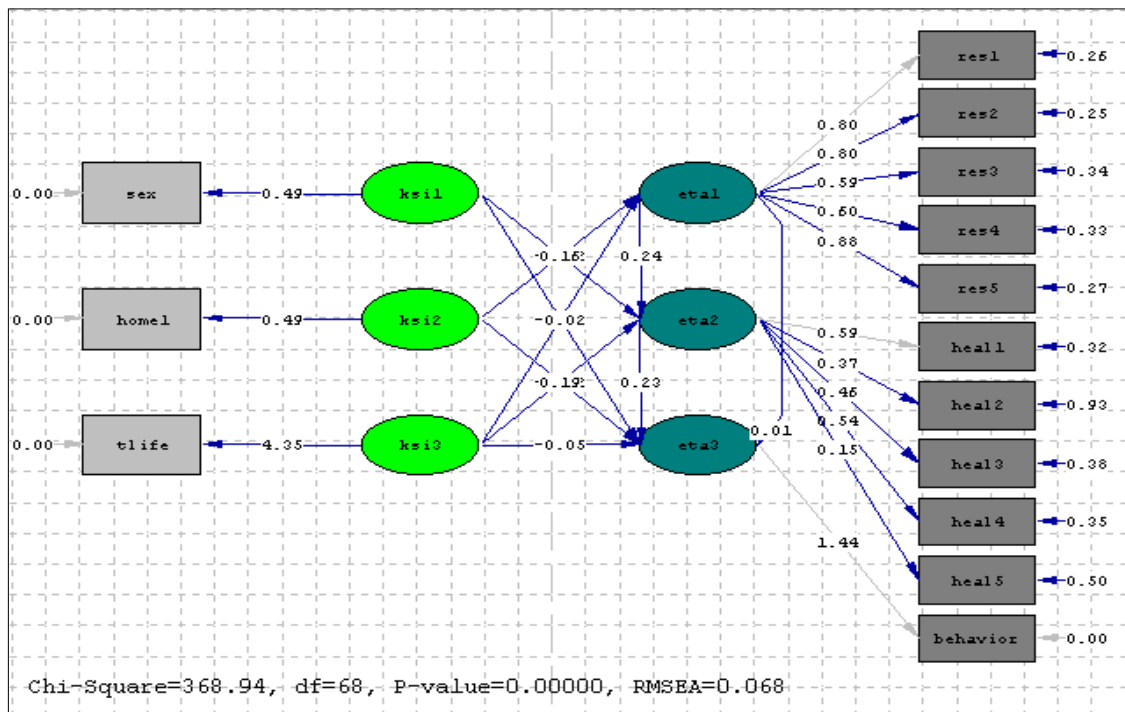 res1
0.26
res2
0.25
0.80
0.80
res3
0.34
0.00
sex
0.49
ksi1
eta1
0.59
0.60
res4
0.33
0.88
0.24
res5
0.27
0.00
home1
0.49
ksi2
-0.02
eta2
0.59
heal1
0.32
0.37
0.23
0.46
heal2
0.93
0.54
0.01
0.15
0.00
tlife
4.35
ksi3
-0.05
eta3
heal3
0.38
heal4
0.35
1.44
heal5
0.50
behavior
0.00
Chi-Square=368.94, df=68, P-value=0.00000, RMSEA=0.068